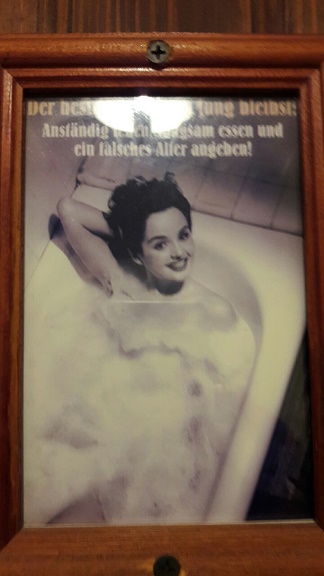 Der jung bleibst:
Anständig essen und
ein falsches Alter angeben!